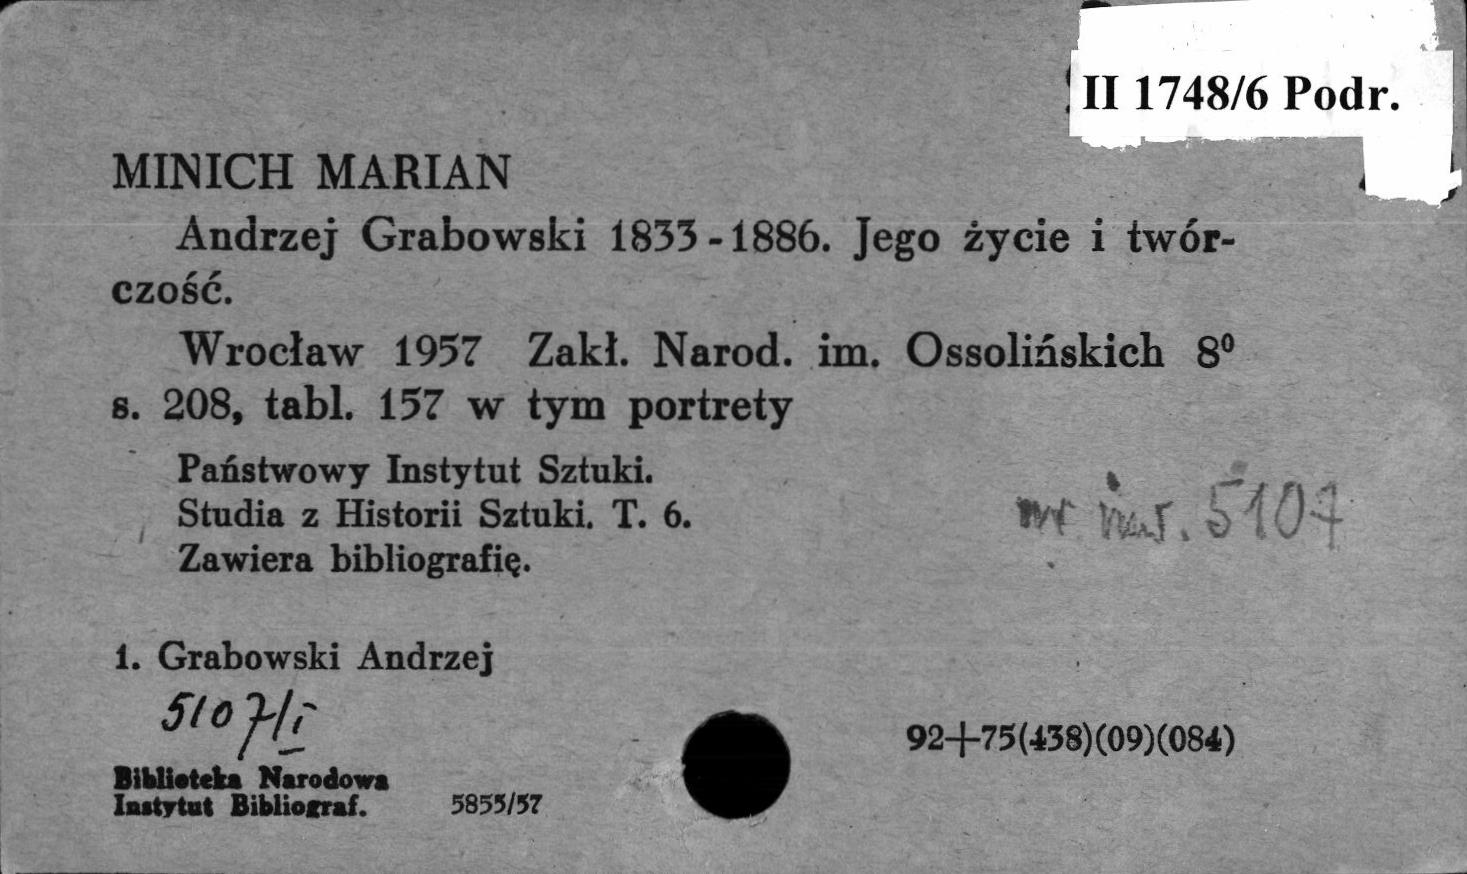 II 1748/6 Podr.
MINICH MARIAN
Andrzej Grabowski 1833-1886. Jego życie i twór-
czość.
Wrocław 1957 Zakł. Narod. im. Ossolińskich 8⁰
s. 208, tabl. 157 w tym portrety
Państwowy Instytut Sztuki.
Studia z Historii Sztuki. T. 6.
nr inw. 5107
Zawiera bibliografię.
1. Grabowski Andrzej
5107/I
92+75(438)(09)(084)
Biblioteka Narodowa
Instytut Bibliograf. 5855/57